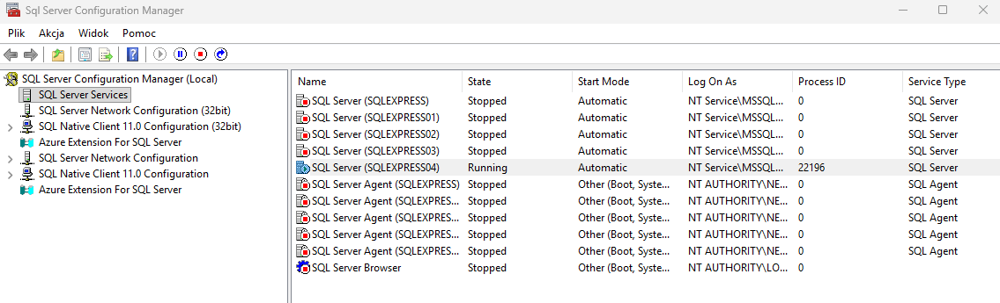 Sql Server Configuration Manager
Plik Akcja Widok Pomoc
SQL Server Configuration Manager (Local)
SQL Server Services
SQL Server Network Configuration (32bit)
SQL Native Client 11.0 Configuration (32bit)
Azure Extension For SQL Server
SQL Server Network Configuration
SQL Native Client 11.0 Configuration
Azure Extension For SQL Server
Name State Start Mode Log On As Process ID Service Type
SQL Server (SQLEXPRESS) Stopped Automatic NT Service\MSSQL... 0 SQL Server
SQL Server (SQLEXPRESS01) Stopped Automatic NT Service\MSSQL... 0 SQL Server
SQL Server (SQLEXPRESS02) Stopped Automatic NT Service\MSSQL... 0 SQL Server
SQL Server (SQLEXPRESS03) Stopped Automatic NT Service\MSSQL... 0 SQL Server
SQL Server (SQLEXPRESS04) Running Automatic NT Service\MSSQL... 22196 SQL Server
SQL Server Agent (SQLEXPRESS) Stopped Other (Boot, Syste... NT AUTHORITY\NE... 0 SQL Agent
SQL Server Agent (SQLEXPRES... Stopped Other (Boot, Syste... NT AUTHORITY\NE... 0 SQL Agent
SQL Server Agent (SQLEXPRES... Stopped Other (Boot, Syste... NT AUTHORITY\NE... 0 SQL Agent
SQL Server Agent (SQLEXPRES... Stopped Other (Boot, Syste... NT AUTHORITY\NE... 0 SQL Agent
SQL Server Agent (SQLEXPRES... Stopped Other (Boot, Syste... NT AUTHORITY\NE... 0 SQL Agent
SQL Server Browser Stopped Other (Boot, Syste... NT AUTHORITY\LO... 0